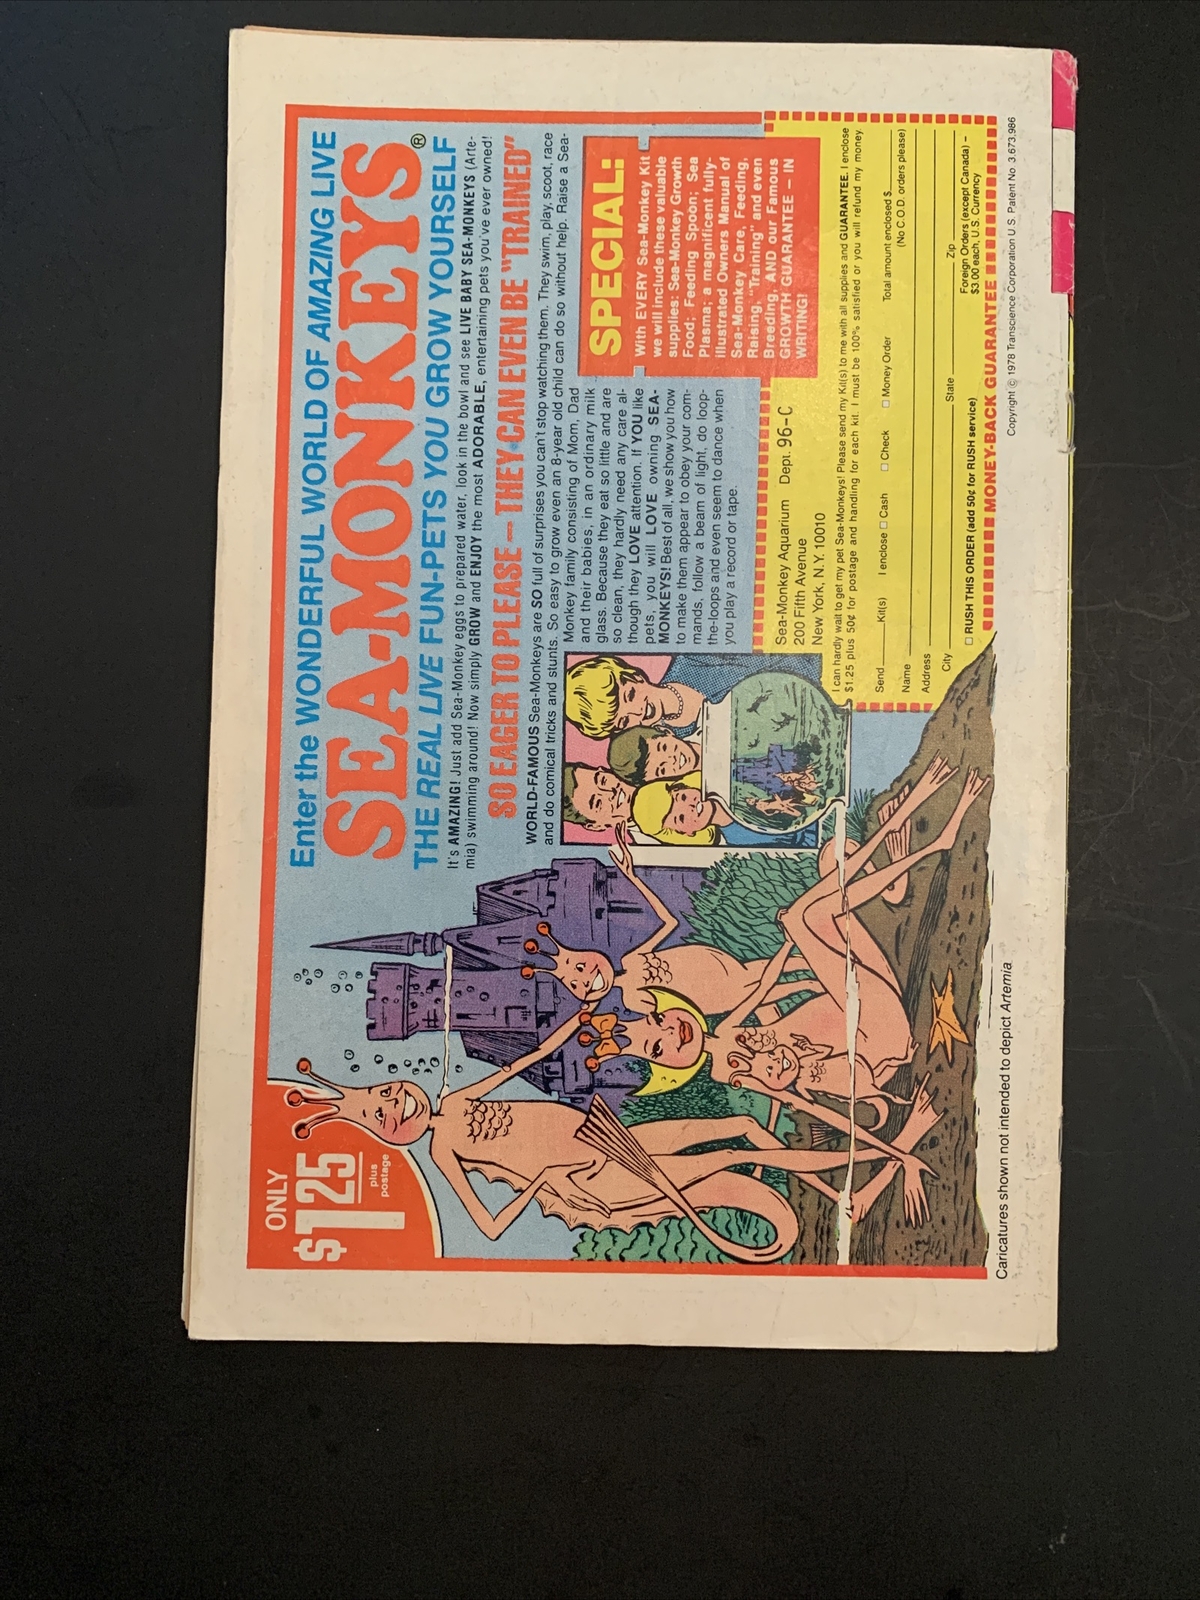 ONLY
$1.25
plus
postage
Enter the WONDERFUL WORLD OF AMAZING LIVE
SEA-MONKEYS®
THE REAL LIVE FUN-PETS YOU GROW YOURSELF
It's AMAZING! Just add Sea-Monkey eggs to prepared water, look in the bowl and see LIVE BABY SEA-MONKEYS (Arte-
mia) swimming around! Now simply GROW and ENJOY the most ADORABLE, entertaining pets you've ever owned!
SO EAGER TO PLEASE – THEY CAN EVEN BE "TRAINED"
WORLD-FAMOUS Sea-Monkeys are SO full of surprises you can't stop watching them. They swim, play, scoot, race
and do comical tricks and stunts. So easy to grow even an 8-year old child can do so without help. Raise a Sea-
Monkey family consisting of Mom, Dad
and their babies, in an ordinary milk
glass. Because they eat so little and are
so clean, they hardly need any care al-
though they LOVE attention. If YOU like
pets, you will LOVE owning SEA-
MONKEYS! Best of all, we show you how
to make them appear to obey your com-
mands, follow a beam of light, do loop-
the-loops and even seem to dance when
you play a record or tape.
SPECIAL:
With EVERY Sea-Monkey Kit
we will include these valuable
supplies: Sea-Monkey Growth
Food; Feeding Spoon; Sea
Plasma; a magnificent fully-
illustrated Owners Manual of
Sea-Monkey Care, Feeding,
Raising, "Training" and even
Breeding, AND our Famous
GROWTH GUARANTEE – IN
WRITING!
Sea-Monkey Aquarium Dept. 96-C
200 Fifth Avenue
New York, N.Y. 10010
I can hardly wait to get my pet Sea-Monkeys! Please send my Kit(s) to me with all supplies and GUARANTEE. I enclose
$1.25 plus 50¢ for postage and handling for each kit. I must be 100% satisfied or you will refund my money.
Send ____ Kit(s) I enclose □ Cash □ Check □ Money Order Total amount enclosed $____
(No C.O.D. orders please)
Name
Address
City State Zip
□ RUSH THIS ORDER (add 50¢ for RUSH service)
Foreign Orders (except Canada) –
$3.00 each, U.S. Currency
MONEY-BACK GUARANTEE
Caricatures shown not intended to depict Artemia
Copyright © 1978 Transcience Corporation U.S. Patent No. 3,673,986